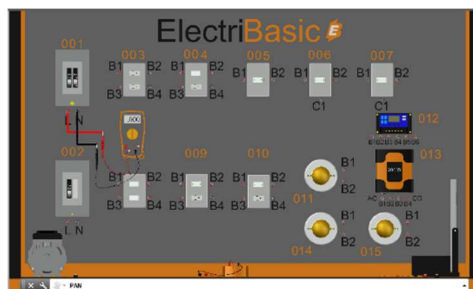 ElectriBasic E
001 003 004 005 006 007
B1 B2 B1 B2 B1 B2 B1 B2 B1 B2
B3 B4 B3 B4 C1 C1
L N
012
002 009 010 013
B1 B2 B1 B2 B1 B2 B1
B3 B4 B3 B4 B3 B4 011 B2
L N
B1 B1
014 B2 015 B2
PAN